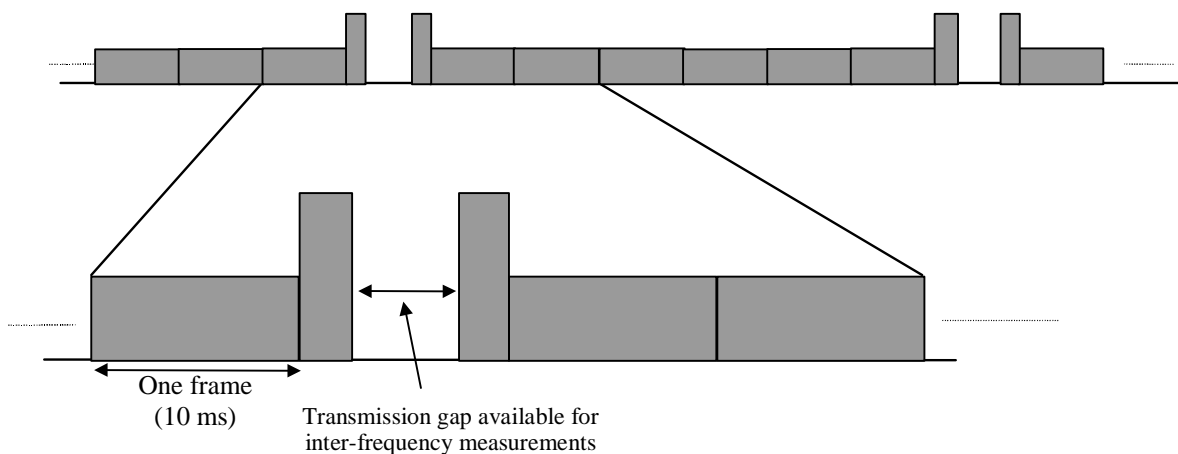 One frame
(10 ms)
Transmission gap available for
inter-frequency measurements